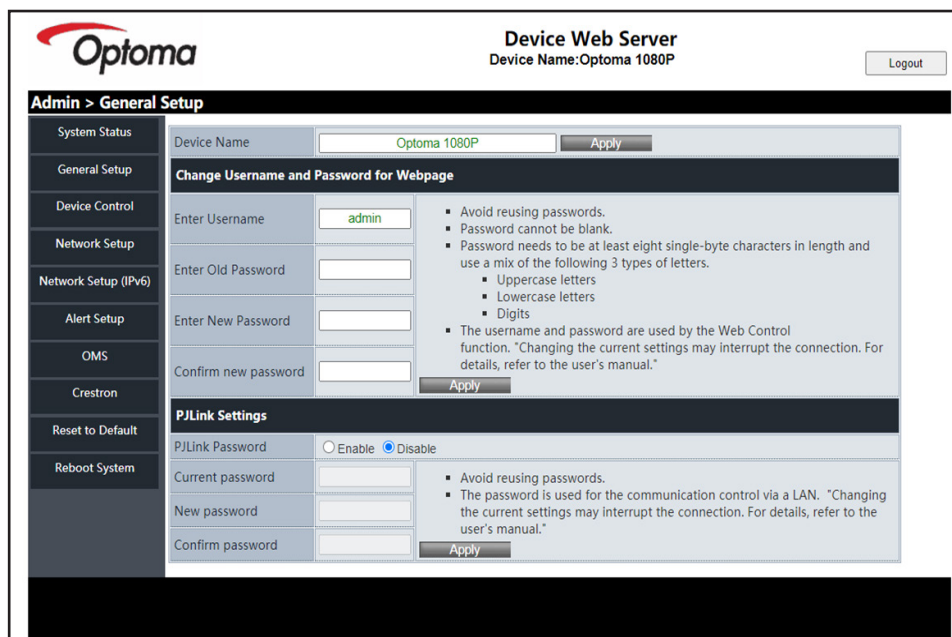 Optoma
Device Web Server
Device Name:Optoma 1080P
Logout
Admin > General Setup
System Status
General Setup
Device Control
Network Setup
Network Setup (IPv6)
Alert Setup
OMS
Crestron
Reset to Default
Reboot System
Device Name
Optoma 1080P
Apply
Change Username and Password for Webpage
Enter Username
admin
Enter Old Password
Enter New Password
Confirm new password
▪ Avoid reusing passwords.
▪ Password cannot be blank.
▪ Password needs to be at least eight single-byte characters in length and
use a mix of the following 3 types of letters.
▪ Uppercase letters
▪ Lowercase letters
▪ Digits
▪ The username and password are used by the Web Control
function. "Changing the current settings may interrupt the connection. For
details, refer to the user's manual."
Apply
PJLink Settings
PJLink Password
Enable
Disable
Current password
New password
Confirm password
▪ Avoid reusing passwords.
▪ The password is used for the communication control via a LAN. "Changing
the current settings may interrupt the connection. For details, refer to the
user's manual."
Apply